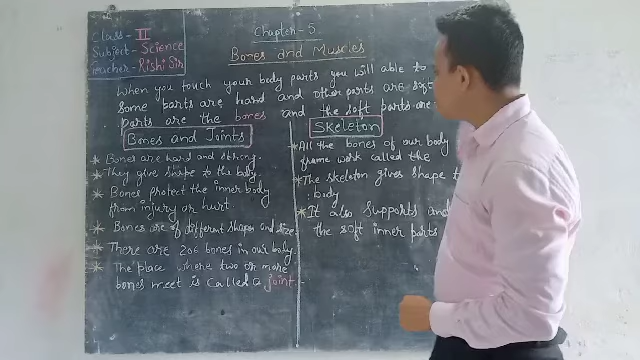 Class - III
Subject - Science
Teacher - Rishi Sir
Chapter - 5
Bones and Muscles
When you touch your body parts you will able to
Some parts are hard and other parts are soft
parts are the bones and the soft parts are
Bones and Joints
* Bones are hard and strong.
* They give shape to the body.
* Bones protect the inner body
from injury or hurt.
* Bones are of different shapes and size.
* There are 206 bones in our body.
* The place where two or more
bones meet is called a joint.
Skeleton
* All the bones of our body
frame work called the
* The skeleton gives shape to
body
* It also supports and
the soft inner parts